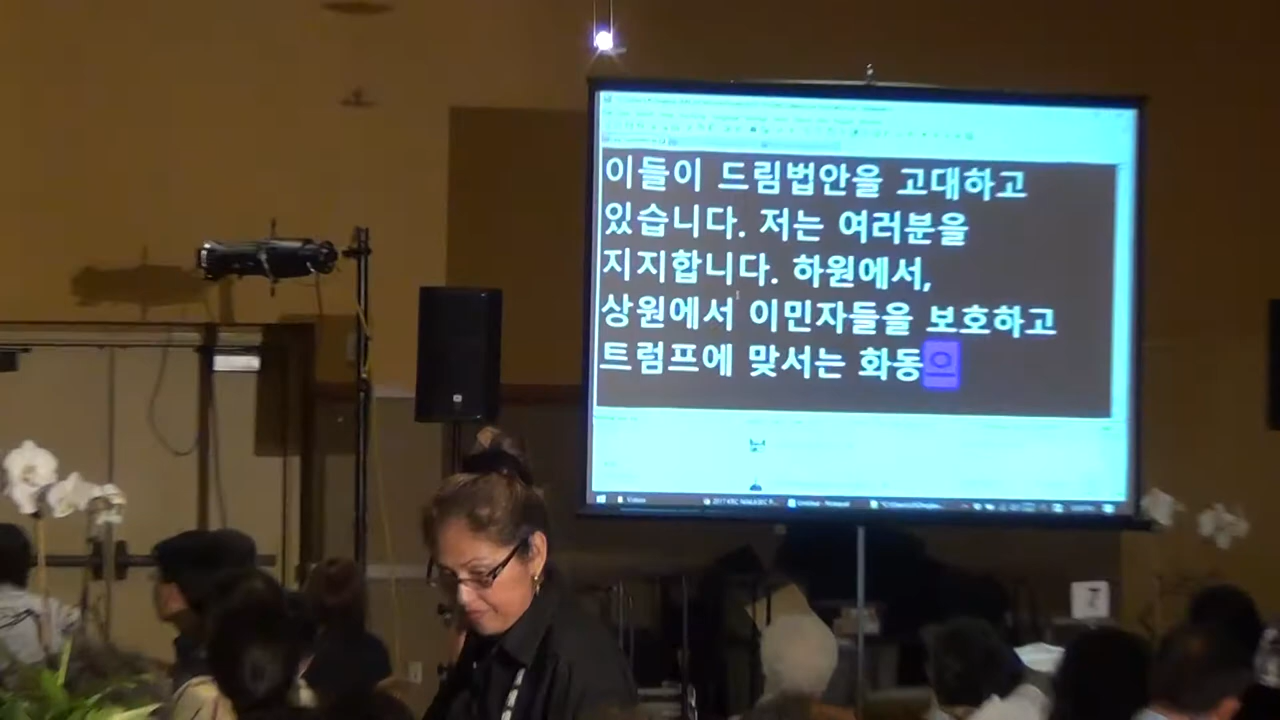 이들이 드림법안을 고대하고
있습니다. 저는 여러분을
지지합니다. 하원에서,
상원에서 이민자들을 보호하고
트럼프에 맞서는 화동으